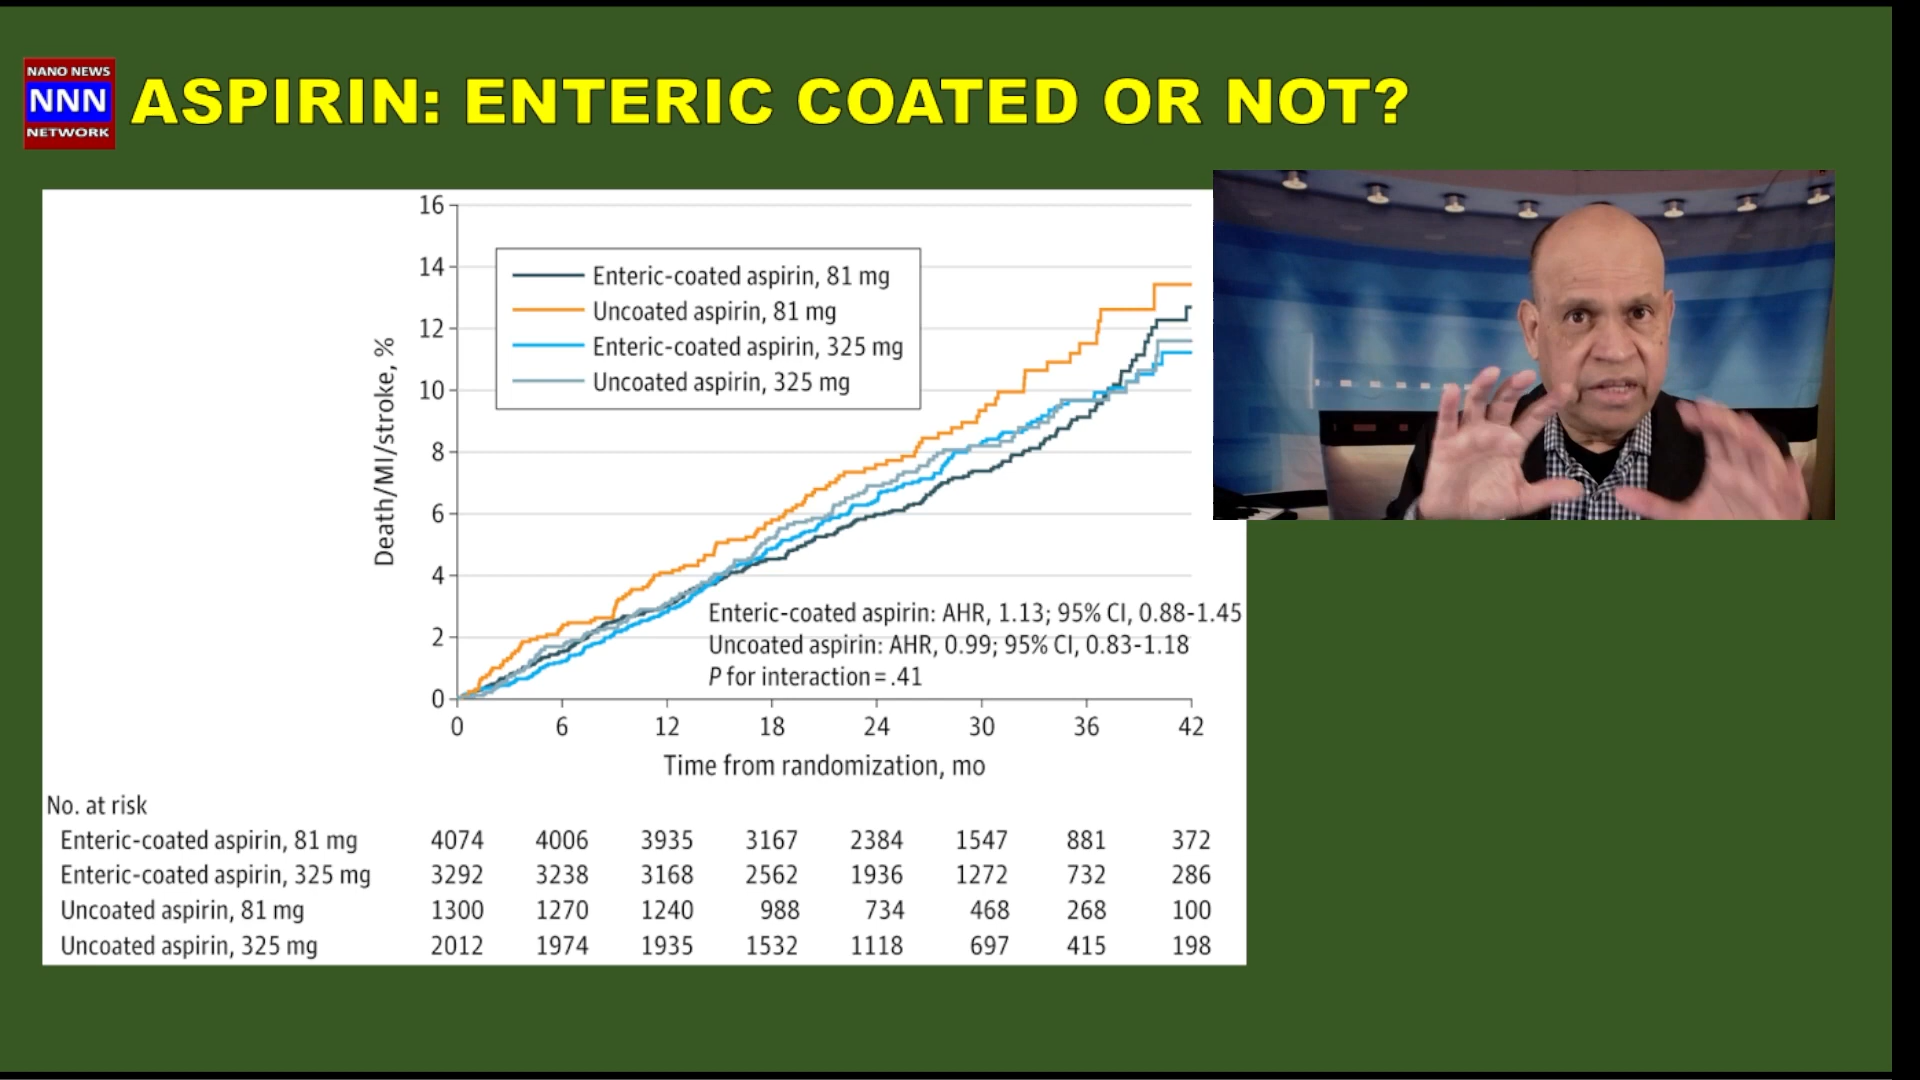 NANO NEWS
NNN
NETWORK
ASPIRIN: ENTERIC COATED OR NOT?
16
14
12
10
8
6
4
2
0
Death/MI/stroke, %
Enteric-coated aspirin, 81 mg
Uncoated aspirin, 81 mg
Enteric-coated aspirin, 325 mg
Uncoated aspirin, 325 mg
Enteric-coated aspirin: AHR, 1.13; 95% CI, 0.88-1.45
Uncoated aspirin: AHR, 0.99; 95% CI, 0.83-1.18
P for interaction = .41
0 6 12 18 24 30 36 42
Time from randomization, mo
No. at risk
Enteric-coated aspirin, 81 mg 4074 4006 3935 3167 2384 1547 881 372
Enteric-coated aspirin, 325 mg 3292 3238 3168 2562 1936 1272 732 286
Uncoated aspirin, 81 mg 1300 1270 1240 988 734 468 268 100
Uncoated aspirin, 325 mg 2012 1974 1935 1532 1118 697 415 198